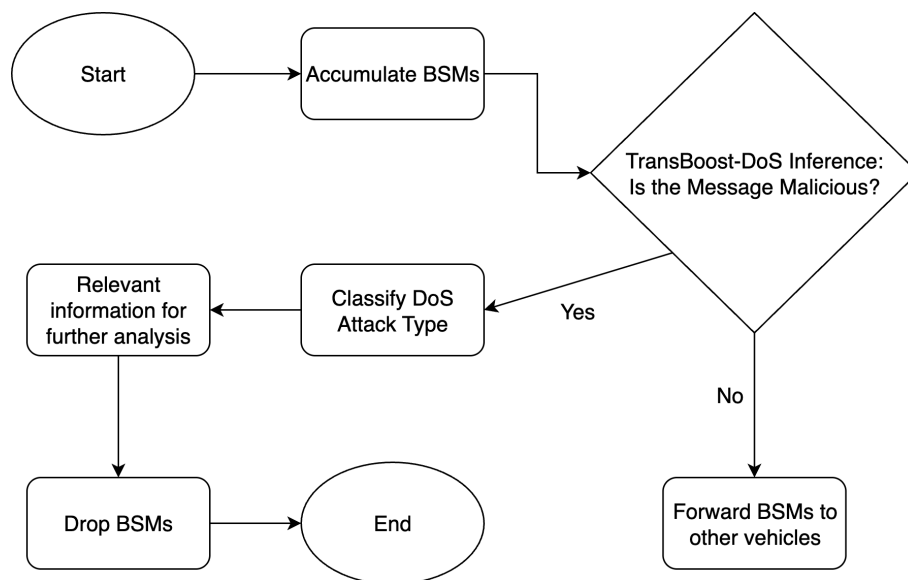 Start
Accumulate BSMs
TransBoost-DoS Inference:
Is the Message Malicious?
Yes
No
Classify DoS
Attack Type
Relevant
information for
further analysis
Drop BSMs
End
Forward BSMs to
other vehicles